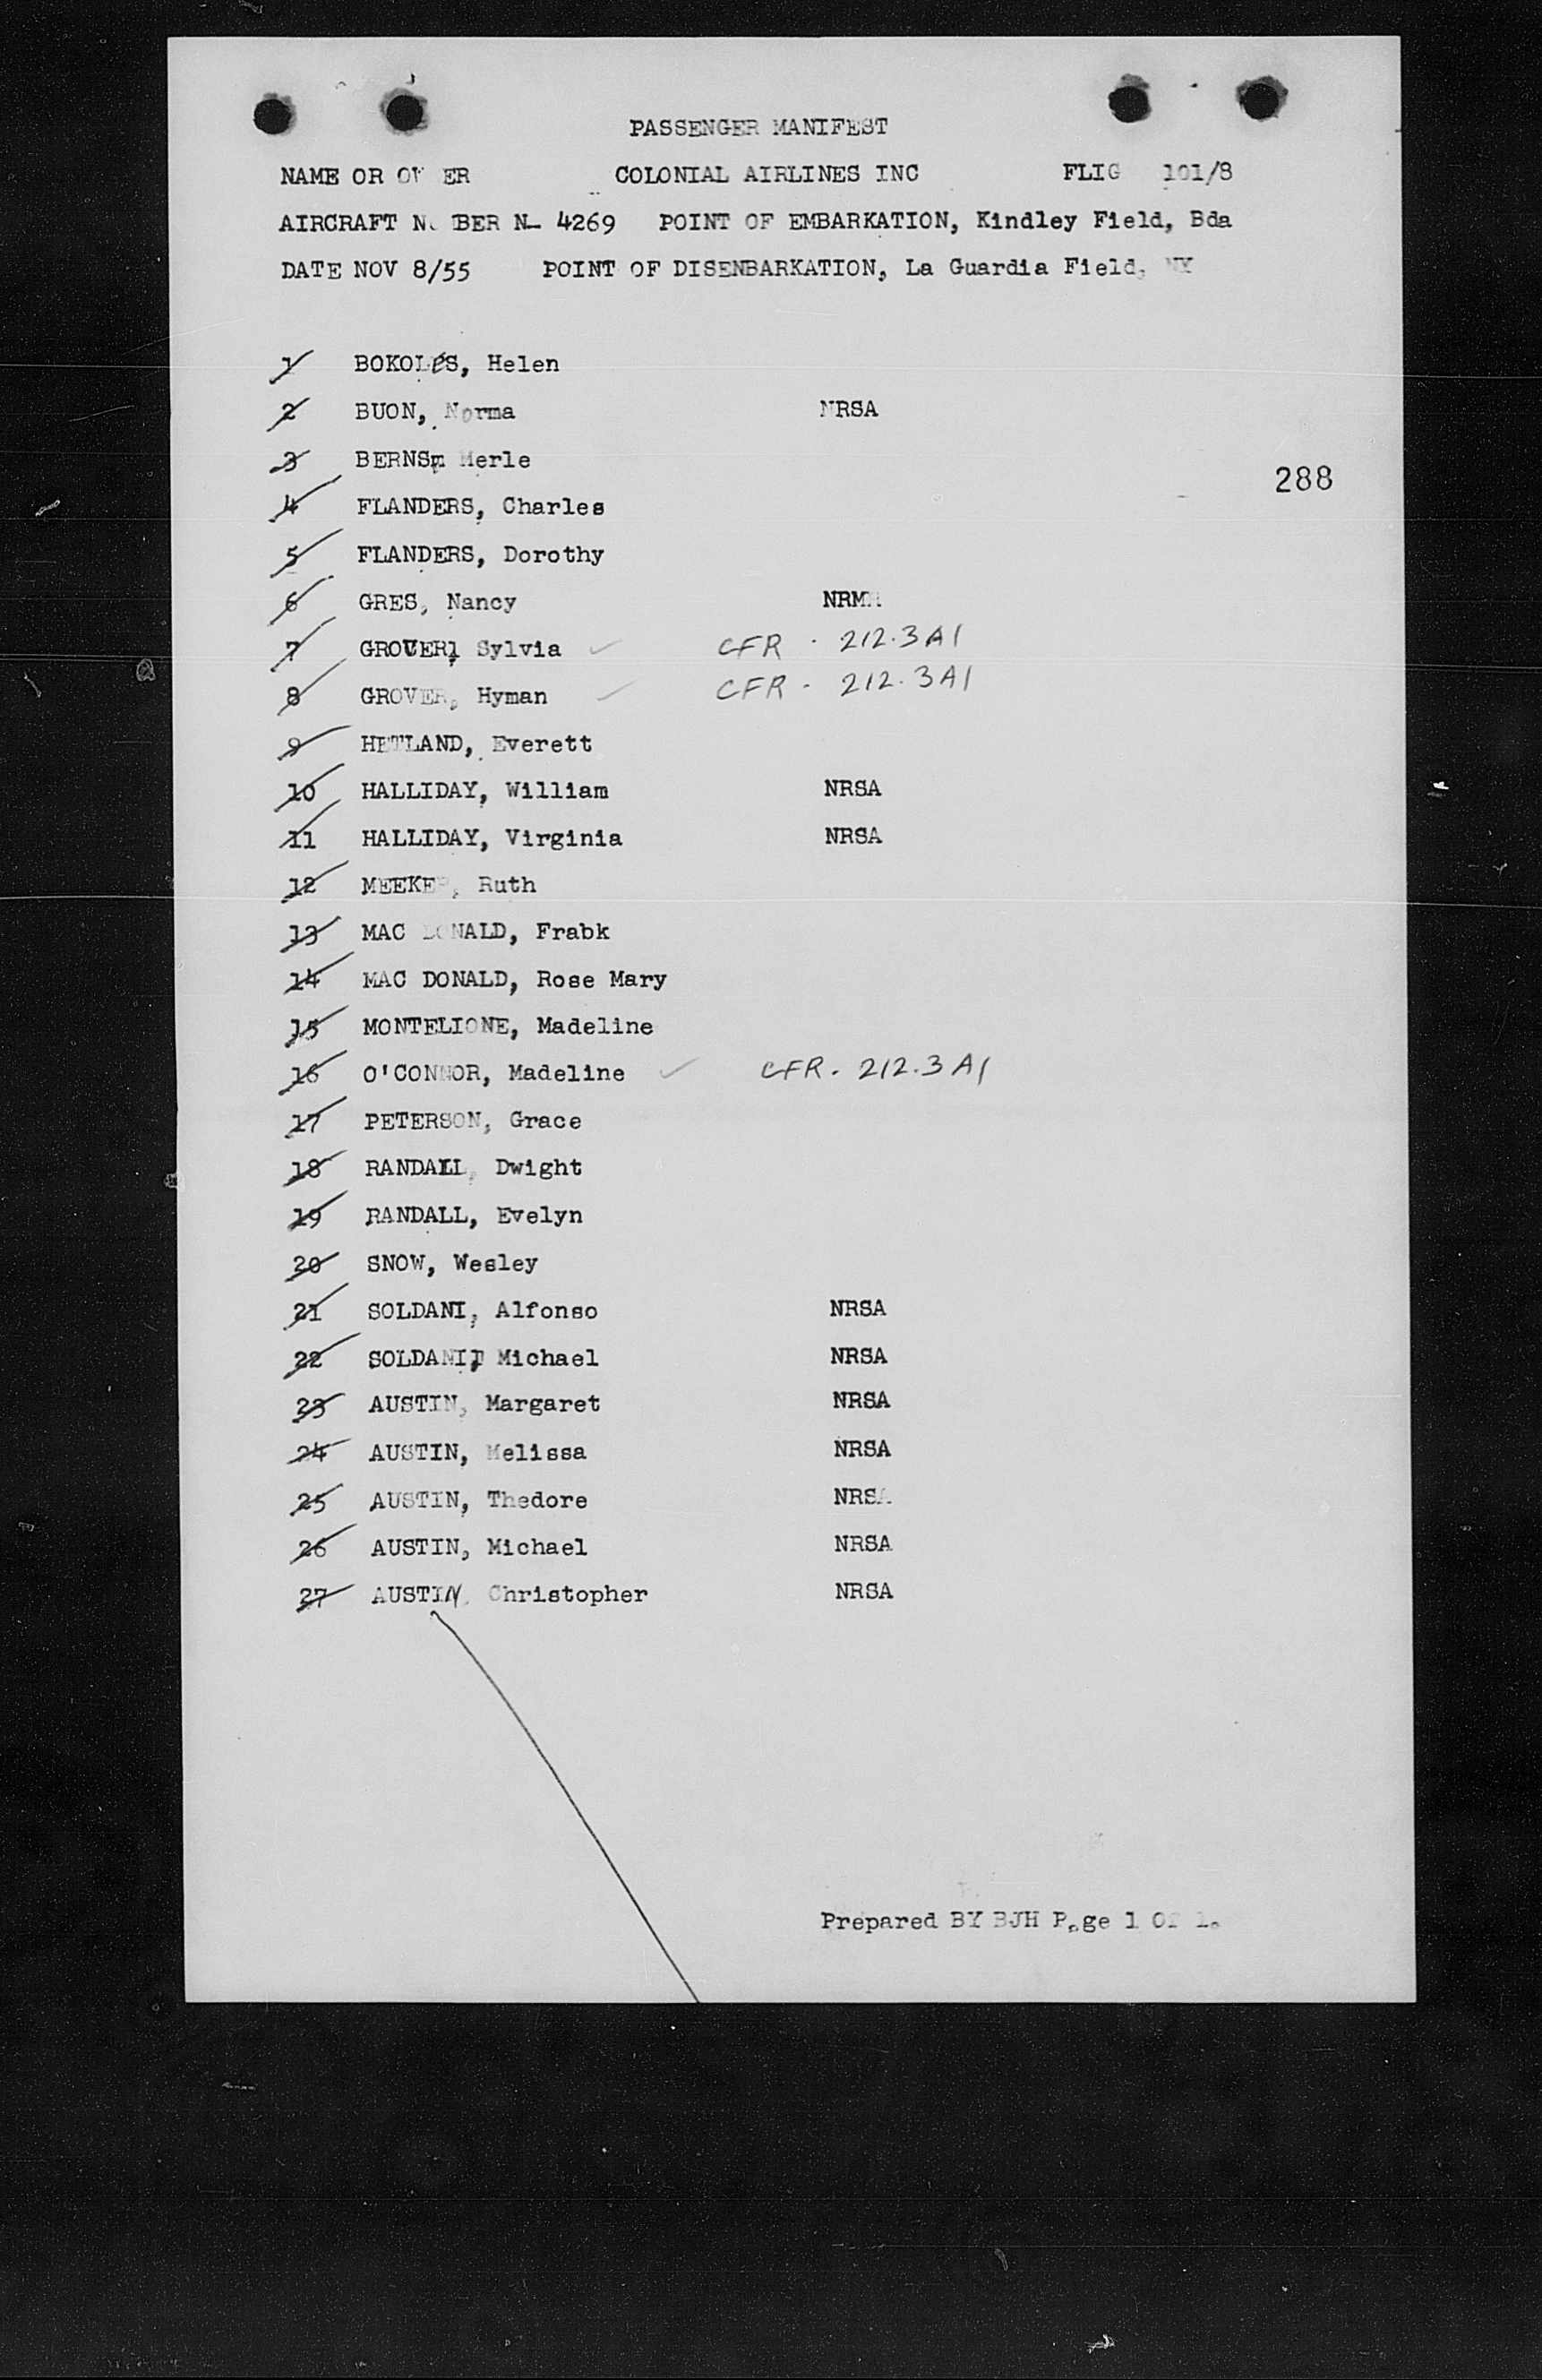 PASSENGER MANIFEST
NAME OR OWNER COLONIAL AIRLINES INC FLIG 101/8
AIRCRAFT NUMBER N- 4269 POINT OF EMBARKATION, Kindley Field, Bda
DATE NOV 8/55 POINT OF DISENBARKATION, La Guardia Field, NY
1 BOKOLES, Helen
2 BUON, Norma NRSA
3 Merle
288
4 FLANDERS, Charles
5 FLANDERS, Dorothy
6 GRES, Nancy
7 Sylvia CFR · 212.3A1
8 GROVER, Hyman CFR - 212.3A1
9 HETLAND, Everett
10 HALLIDAY, William NRSA
11 HALLIDAY, Virginia NRSA
12 MEEKER, Ruth
13 MAC DONALD, Frabk
14 MAC DONALD, Rose Mary
15 MONTELIONE, Madeline
16 O'CONNOR, Madeline CFR. 212.3A1
17 PETERSON, Grace
18 RANDALL, Dwight
19 RANDALL, Evelyn
20 SNOW, Wesley
21 SOLDANI, Alfonso NRSA
22 Michael NRSA
23 AUSTIN, Margaret NRSA
24 AUSTIN, Melissa NRSA
25 AUSTIN, Thedore NRSA
26 AUSTIN, Michael NRSA
27 AUSTIN, Christopher NRSA
Prepared BY BJH Page 1 Of 1.